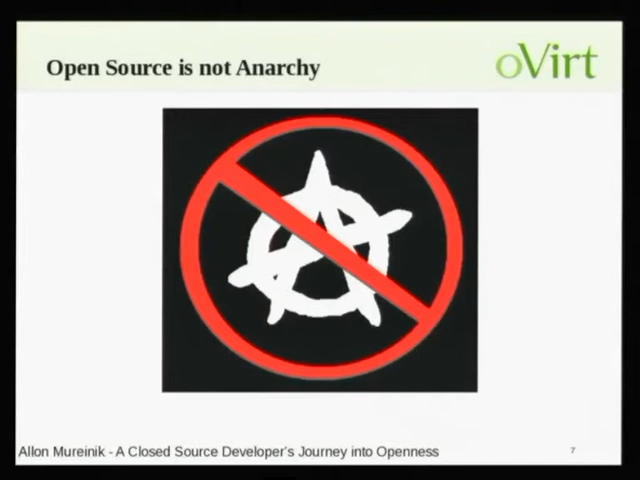 Open Source is not Anarchy
oVirt
Allon Mureinik - A Closed Source Developer's Journey into Openness
7